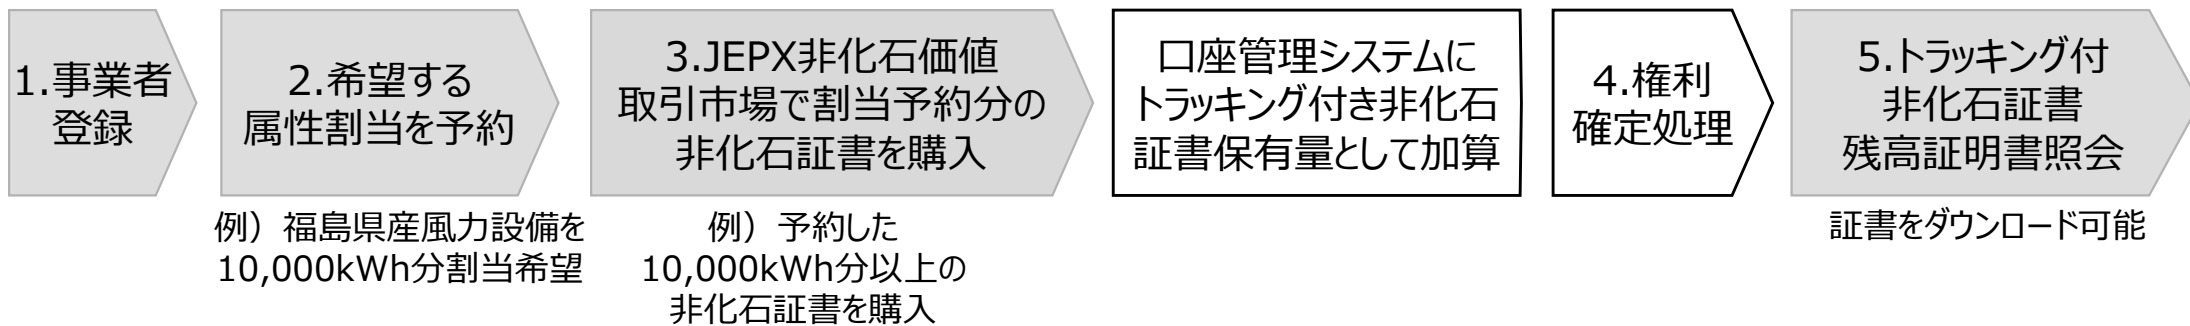 1.事業者
登録
2.希望する
属性割当を予約
3.JEPX非化石価値
取引市場で割当予約分の
非化石証書を購入
口座管理システムに
トラッキング付き非化石
証書保有量として加算
4.権利
確定処理
5.トラッキング付
非化石証書
残高証明書照会
例）福島県産風力設備を
10,000kWh分割当希望
例）予約した
10,000kWh分以上の
非化石証書を購入
証書をダウンロード可能